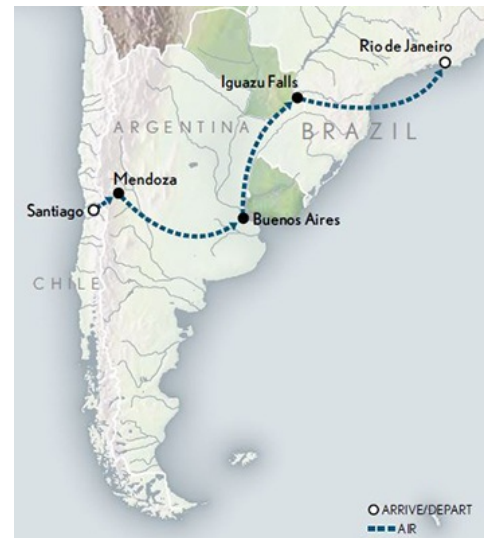 Rio de Janeiro
Iguazu Falls
ARGENTINA
BRAZIL
Mendoza
Santiago
Buenos Aires
CHILE
ARRIVE/DEPART
AIR